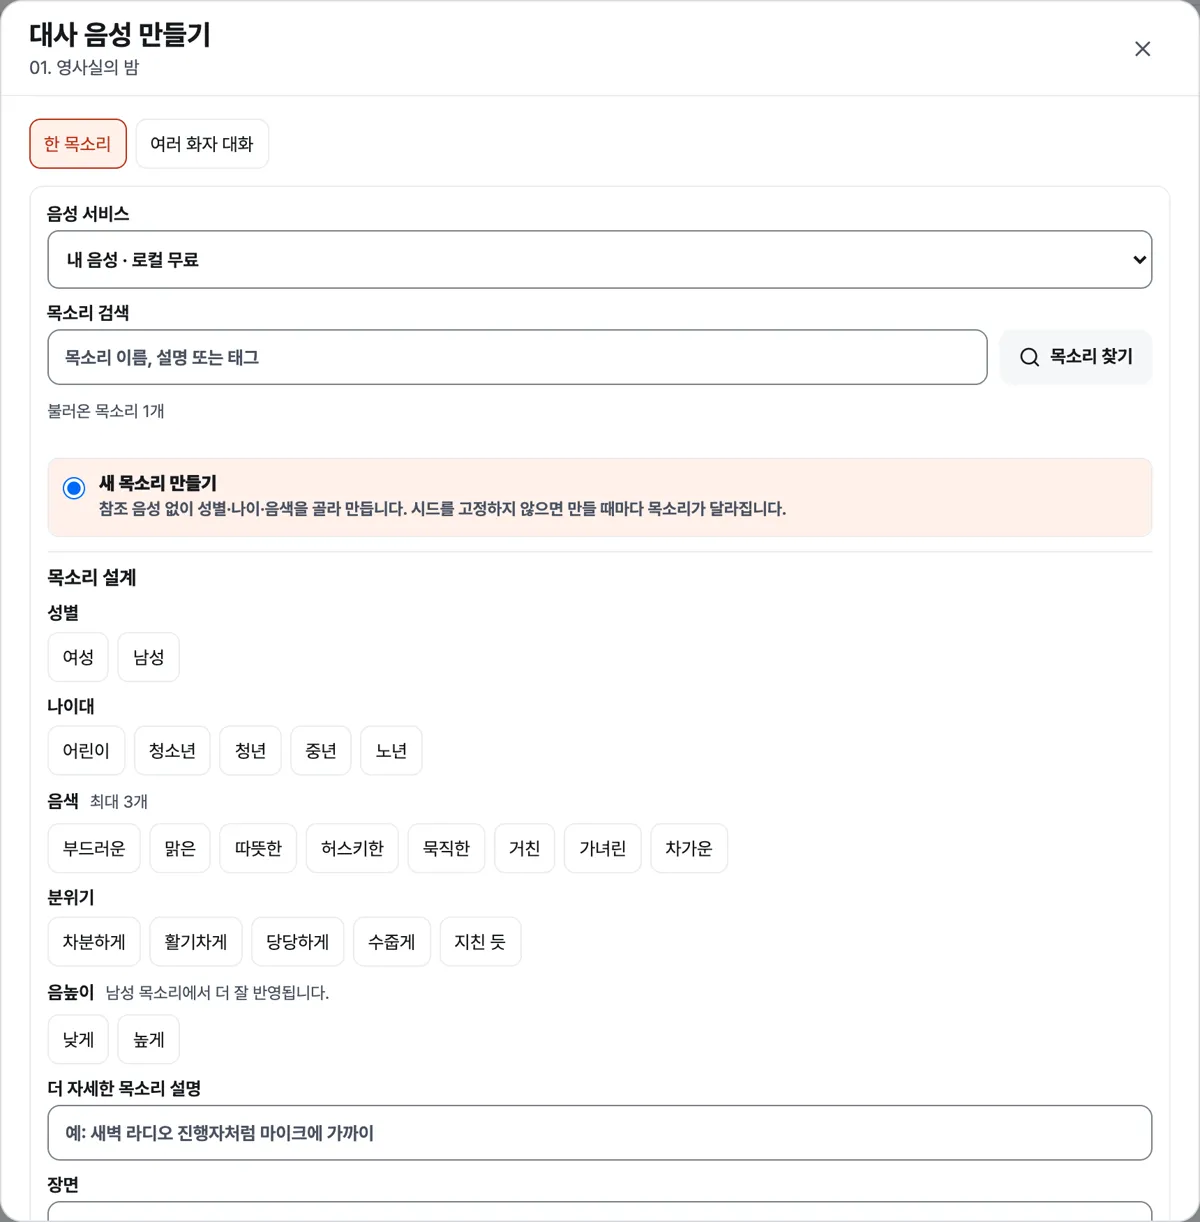 대사 음성 만들기
01. 영사실의 밤
한 목소리
여러 화자 대화
음성 서비스
내 음성 · 로컬 무료
목소리 검색
목소리 이름, 설명 또는 태그
목소리 찾기
불러온 목소리 1개
새 목소리 만들기
참조 음성 없이 성별·나이·음색을 골라 만듭니다. 시드를 고정하지 않으면 만들 때마다 목소리가 달라집니다.
목소리 설계
성별
여성
남성
나이대
어린이
청소년
청년
중년
노년
음색 최대 3개
부드러운
맑은
따뜻한
허스키한
묵직한
거친
가녀린
차가운
분위기
차분하게
활기차게
당당하게
수줍게
지친 듯
음높이 남성 목소리에서 더 잘 반영됩니다.
낮게
높게
더 자세한 목소리 설명
예: 새벽 라디오 진행자처럼 마이크에 가까이
장면